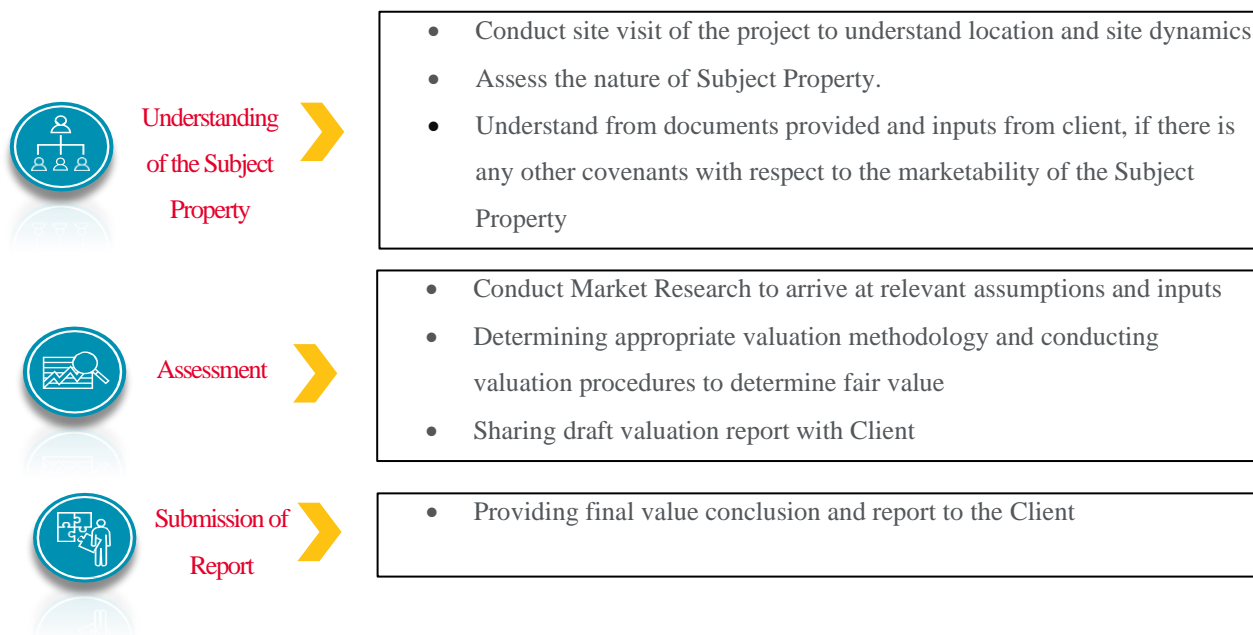 Understanding
of the Subject
Property
• Conduct site visit of the project to understand location and site dynamics
• Assess the nature of Subject Property.
• Understand from documents provided and inputs from client, if there is
any other covenants with respect to the marketability of the Subject
Property
Assessment
• Conduct Market Research to arrive at relevant assumptions and inputs
• Determining appropriate valuation methodology and conducting
valuation procedures to determine fair value
• Sharing draft valuation report with Client
Submission of
Report
• Providing final value conclusion and report to the Client